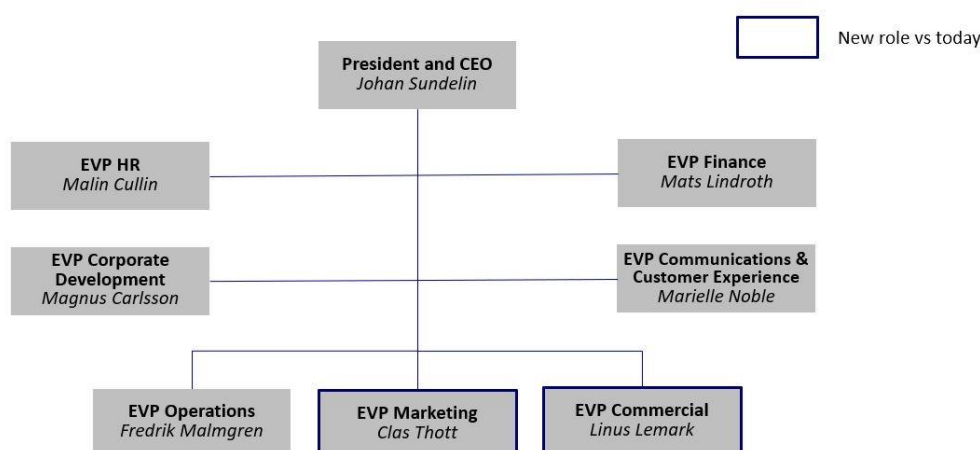 New role vs today
President and CEO
Johan Sundelin
EVP HR
Malin Cullin
EVP Finance
Mats Lindroth
EVP Corporate
Development
Magnus Carlsson
EVP Communications &
Customer Experience
Marielle Noble
EVP Operations
Fredrik Malmgren
EVP Marketing
Clas Thott
EVP Commercial
Linus Lemark